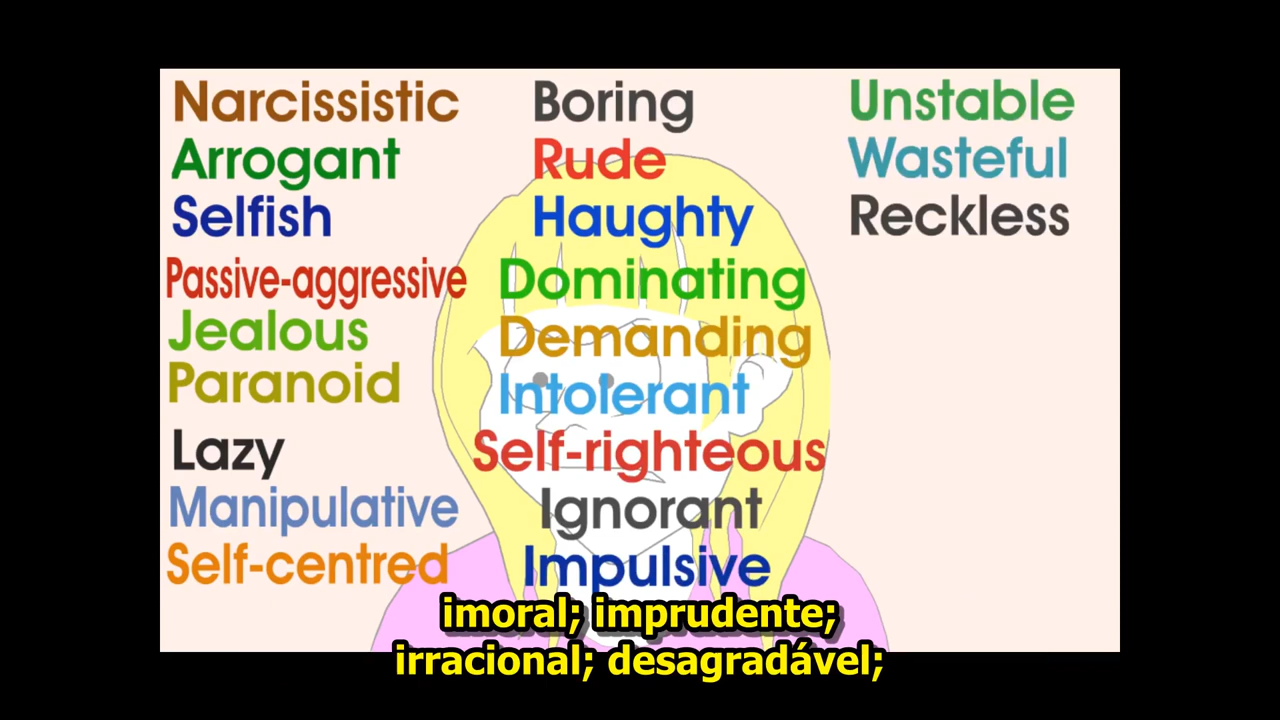 Narcissistic
Arrogant
Selfish
Passive-aggressive
Jealous
Paranoid
Lazy
Manipulative
Self-centred
Boring
Rude
Haughty
Dominating
Demanding
Intolerant
Self-righteous
Ignorant
Impulsive
Unstable
Wasteful
Reckless
imoral; imprudente;
irracional; desagradável;